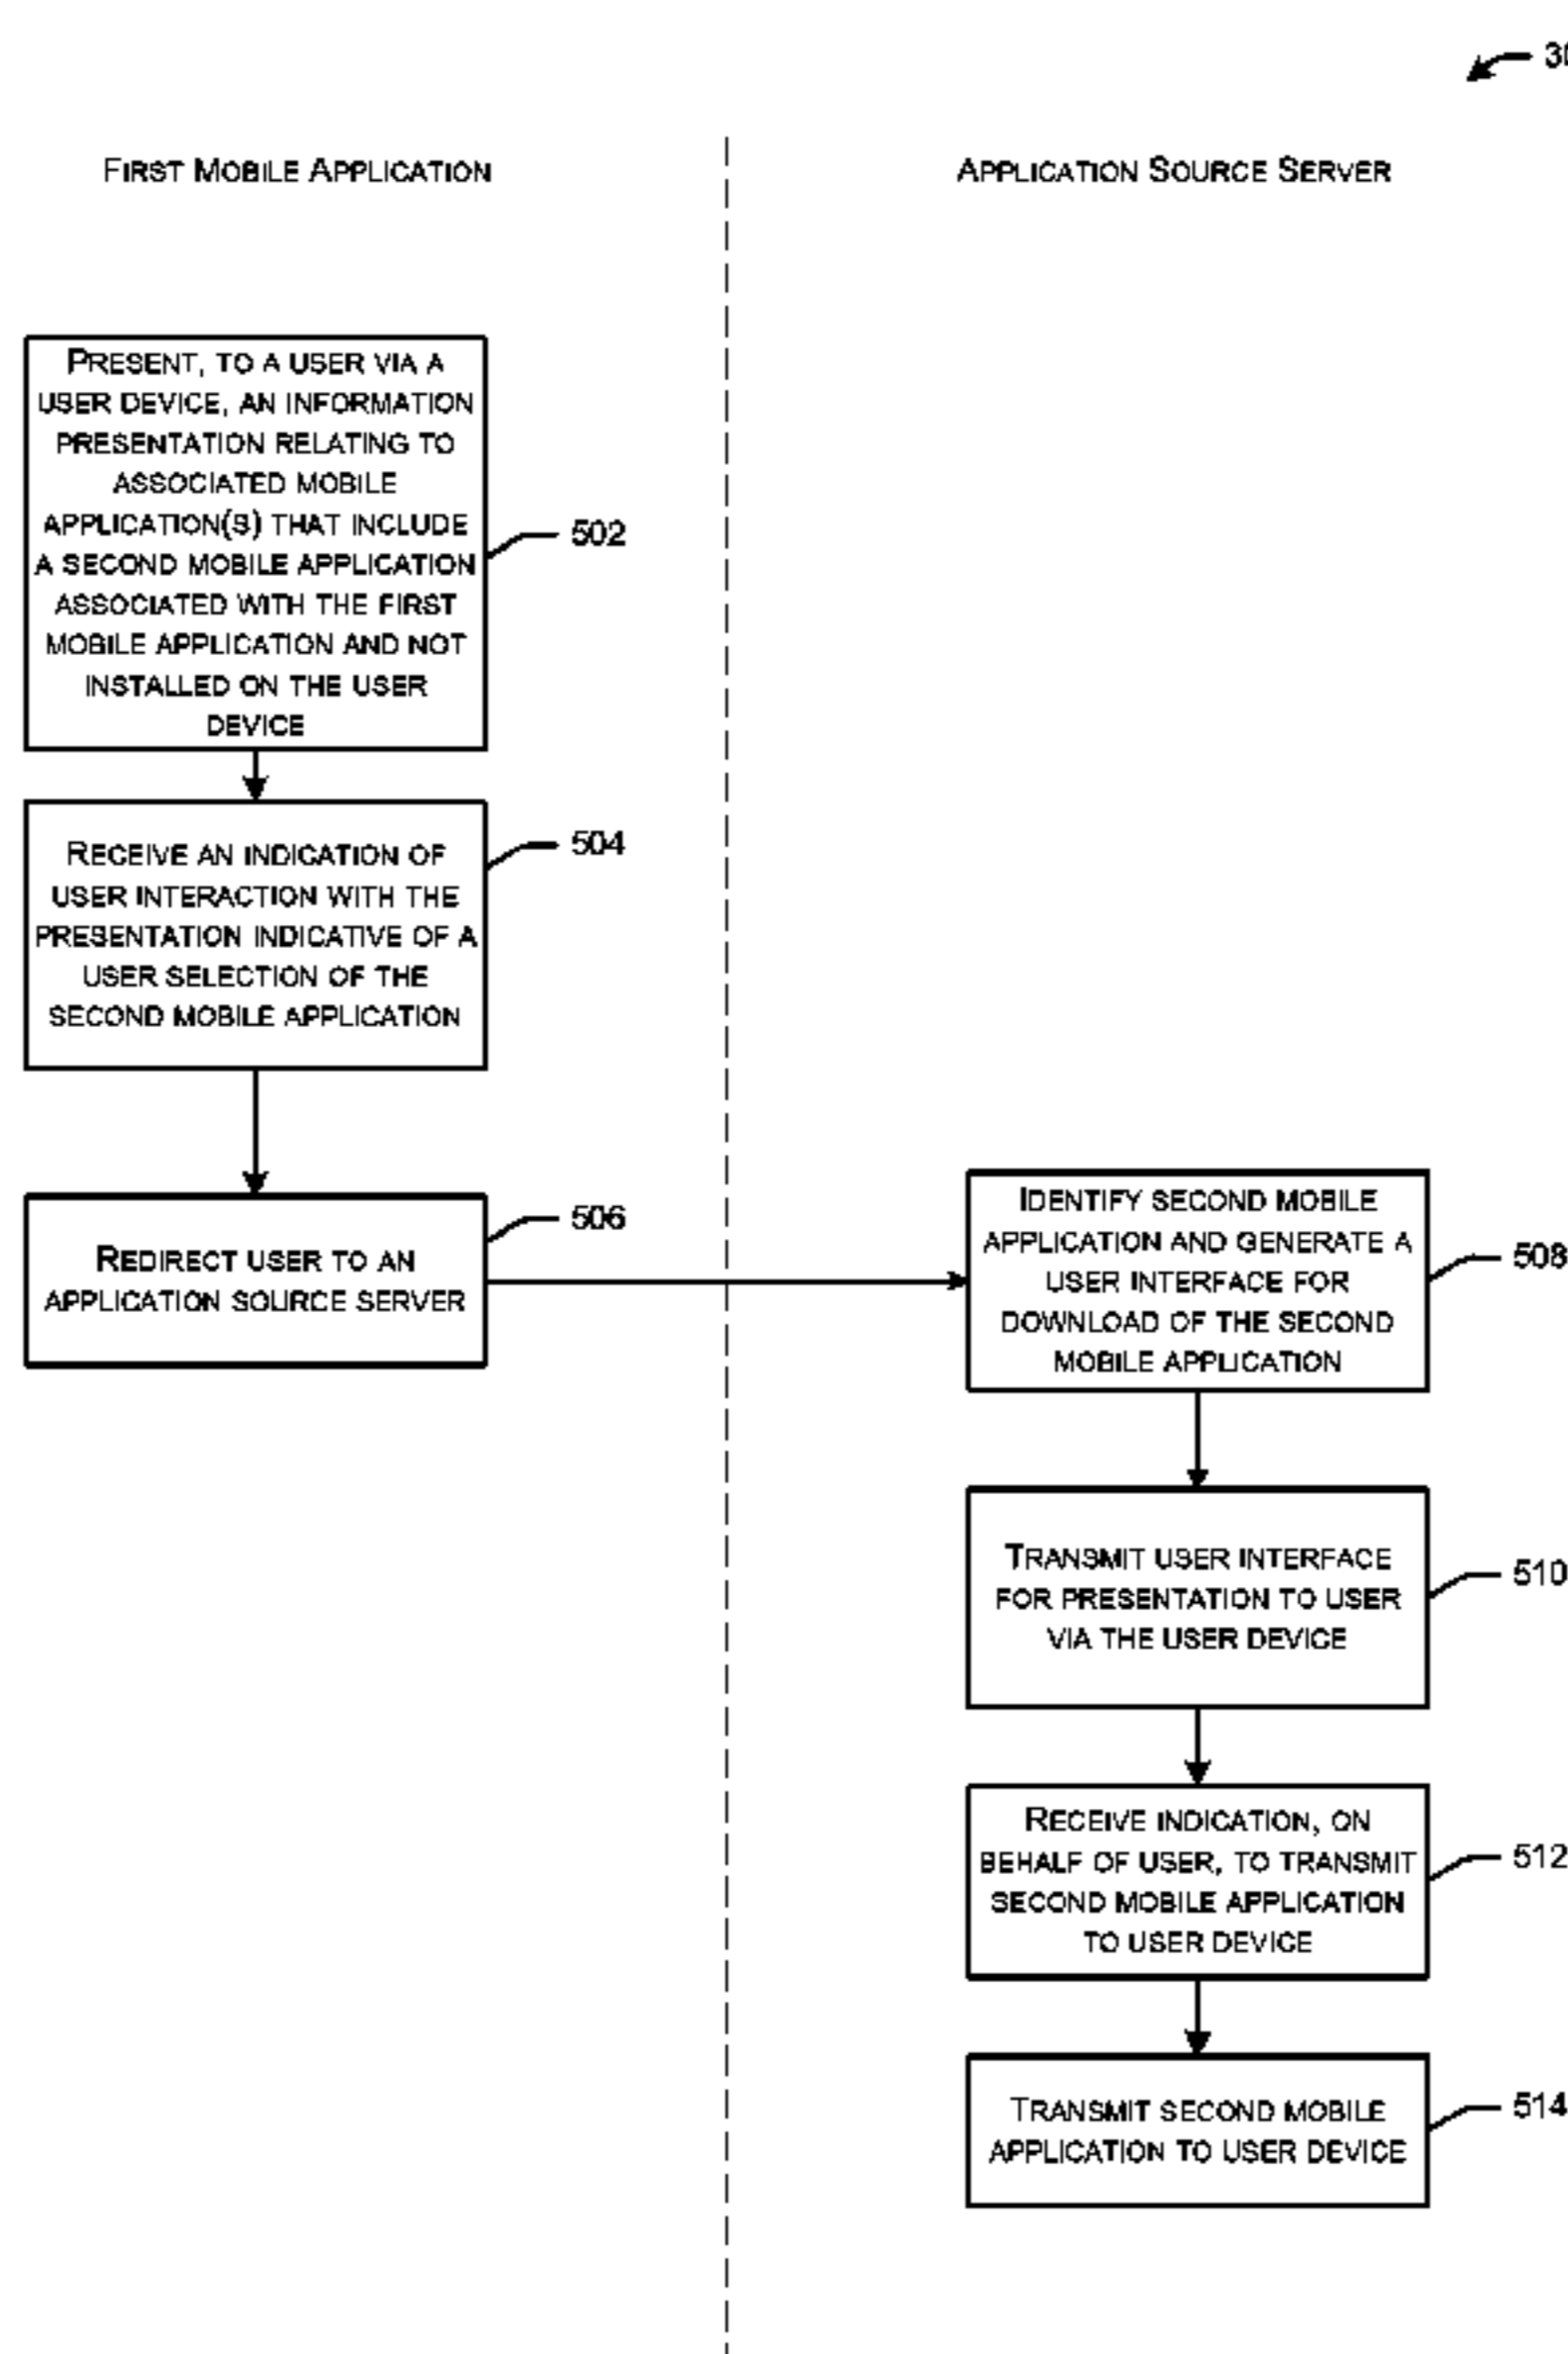 FIRST MOBILE APPLICATION
APPLICATION SOURCE SERVER
PRESENT, TO A USER VIA A
USER DEVICE, AN INFORMATION
PRESENTATION RELATING TO
ASSOCIATED MOBILE
APPLICATION(S) THAT INCLUDE
A SECOND MOBILE APPLICATION
ASSOCIATED WITH THE FIRST
MOBILE APPLICATION AND NOT
INSTALLED ON THE USER
DEVICE
502
RECEIVE AN INDICATION OF
USER INTERACTION WITH THE
PRESENTATION INDICATIVE OF A
USER SELECTION OF THE
SECOND MOBILE APPLICATION
504
REDIRECT USER TO AN
APPLICATION SOURCE SERVER
506
IDENTIFY SECOND MOBILE
APPLICATION AND GENERATE A
USER INTERFACE FOR
DOWNLOAD OF THE SECOND
MOBILE APPLICATION
508
TRANSMIT USER INTERFACE
FOR PRESENTATION TO USER
VIA THE USER DEVICE
510
RECEIVE INDICATION, ON
BEHALF OF USER, TO TRANSMIT
SECOND MOBILE APPLICATION
TO USER DEVICE
512
TRANSMIT SECOND MOBILE
APPLICATION TO USER DEVICE
514